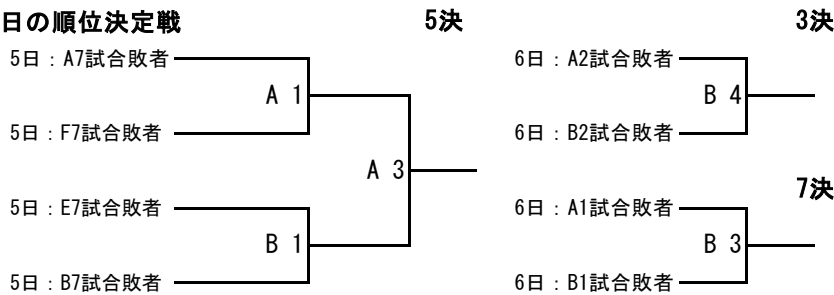 日の順位決定戦
5決
5日：A7試合敗者
A 1
5日：F7試合敗者
A 3
5日：E7試合敗者
B 1
5日：B7試合敗者
3決
6日：A2試合敗者
B 4
6日：B2試合敗者
7決
6日：A1試合敗者
B 3
6日：B1試合敗者